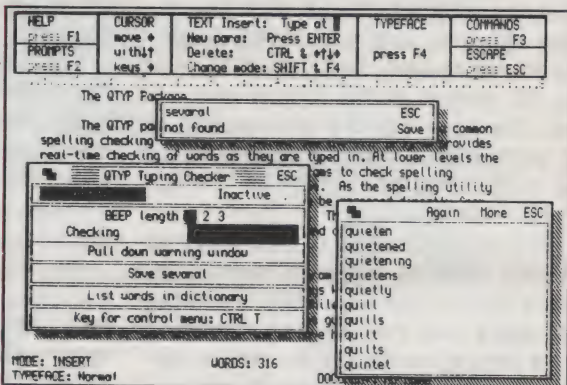 HELP CURSOR TEXT Insert: Type at TYPEFACE COMMANDS
press F1 move New para: Press ENTER press F3
PROMPTS with Delete: CTRL & press F4 ESCAPE
press F2 keys Change mode: SHIFT & F4 press ESC
The QTYP Package
sevaral ESC
The QTYP pa not found Save common
spelling checking rovides
real-time checking of words as they are typed in. At lower levels the
QTYP Typing Checker ESC ms to check spelling
Inactive . As the spelling utility
BEEP length 2 3
Checking
Pull down warning window
Save sevaral
List words in dictionary
Key for control menu: CTRL T
Again More ESC
quieten
quietened
quietening
quietens
quietly
quill
quills
quilt
quilts
quintet
MODE: INSERT WORDS: 316
TYPEFACE: Normal DOC